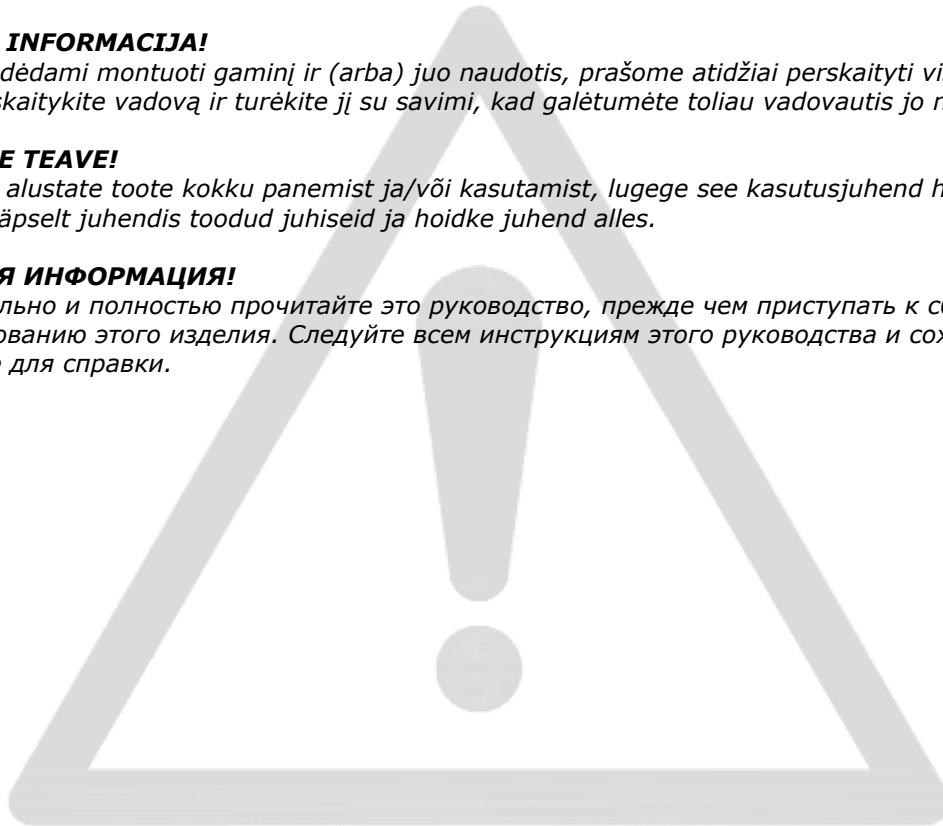 INFORMACIJA!
dėdami montuoti gaminį ir (arba) juo naudotis, prašome atidžiai perskaityti vis
skaitykite vadovą ir turėkite jį su savimi, kad galėtumėte toliau vadovautis jo n
E TEAVE!
alustate toote kokku panemist ja/või kasutamist, lugege see kasutusjuhend h
äpselt juhendis toodud juhiseid ja hoidke juhend alles.
Я ИНФОРМАЦИЯ!
льно и полностью прочитайте это руководство, прежде чем приступать к сб
ованию этого изделия. Следуйте всем инструкциям этого руководства и сох
для справки.